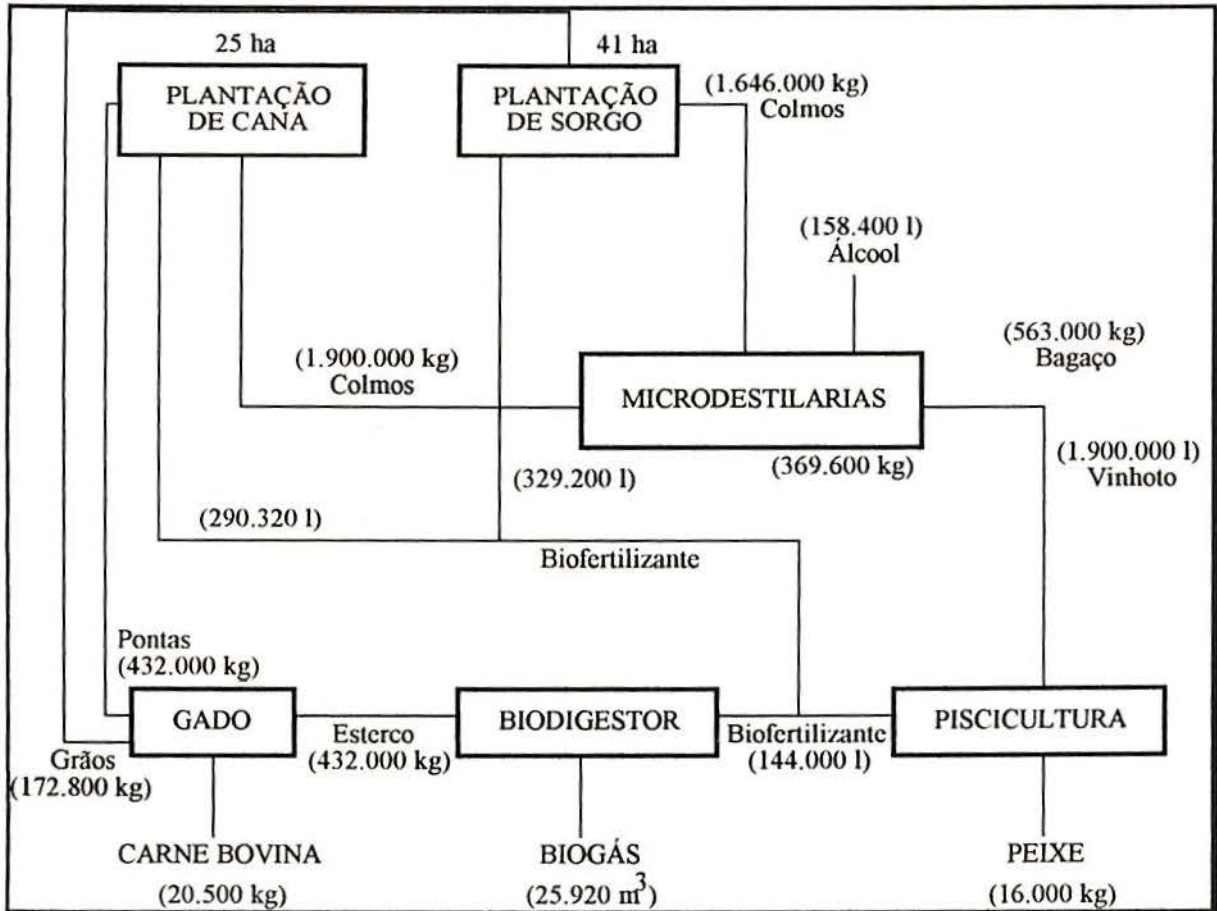 25 ha
41 ha
PLANTAÇÃO
DE CANA
PLANTAÇÃO
DE SORGO
(1.646.000 kg)
Colmos
(158.400 l)
Álcool
(563.000 kg)
Bagaço
(1.900.000 kg)
Colmos
MICRODESTILARIAS
(369.600 kg)
(1.900.000 l)
Vinhoto
(329.200 l)
(290.320 l)
Biofertilizante
Pontas
(432.000 kg)
GADO
BIODIGESTOR
PISCICULTURA
Grãos
(172.800 kg)
Esterco
(432.000 kg)
Biofertilizante
(144.000 l)
CARNE BOVINA
(20.500 kg)
BIOGÁS
(25.920 m³)
PEIXE
(16.000 kg)